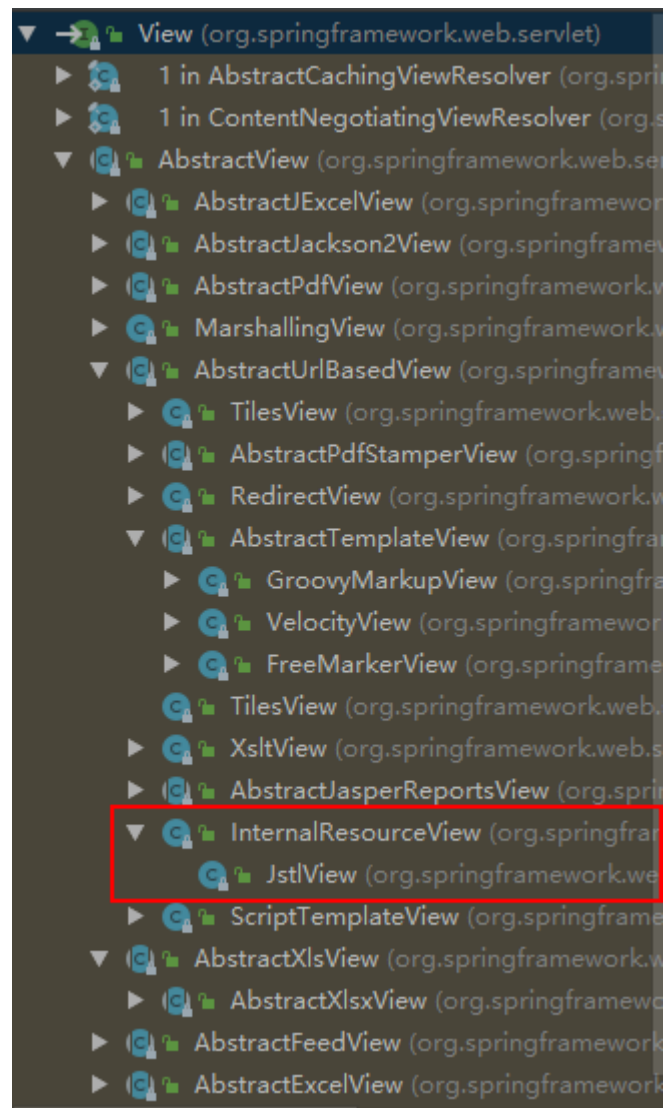 View (org.springframework.web.servlet)
1 in AbstractCachingViewResolver (org.spri
1 in ContentNegotiatingViewResolver (org.s
AbstractView (org.springframework.web.se
AbstractJExcelView (org.springframewor
AbstractJackson2View (org.springframew
AbstractPdfView (org.springframework.w
MarshallingView (org.springframework.w
AbstractUrlBasedView (org.springframew
TilesView (org.springframework.web.
AbstractPdfStamperView (org.springf
RedirectView (org.springframework.w
AbstractTemplateView (org.springfra
GroovyMarkupView (org.springfra
VelocityView (org.springframewor
FreeMarkerView (org.springframe
TilesView (org.springframework.web.
XsltView (org.springframework.web.s
AbstractJasperReportsView (org.spri
InternalResourceView (org.springfra
JstlView (org.springframework.we
ScriptTemplateView (org.springframe
AbstractXlsView (org.springframework.w
AbstractXlsxView (org.springframewo
AbstractFeedView (org.springframework
AbstractExcelView (org.springframework